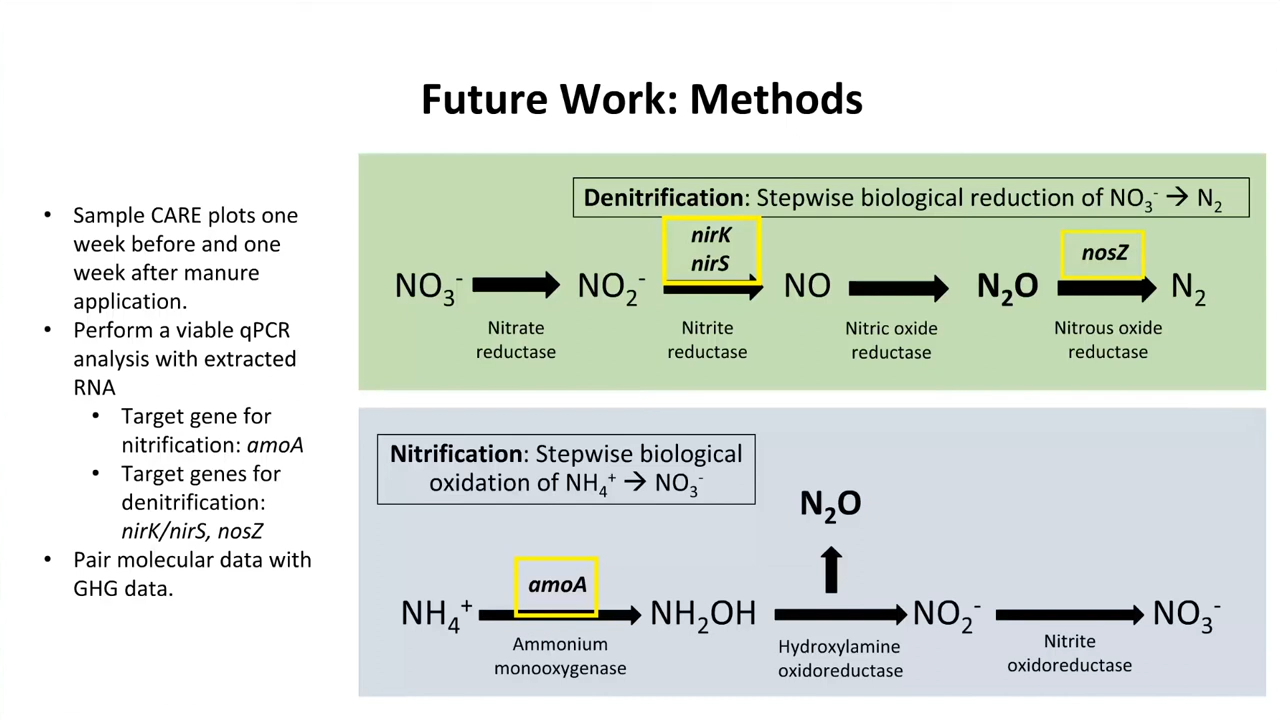 Future Work: Methods
• Sample CARE plots one
week before and one
week after manure
application.
• Perform a viable qPCR
analysis with extracted
RNA
• Target gene for
nitrification: amoA
• Target genes for
denitrification:
nirK/nirS, nosZ
• Pair molecular data with
GHG data.
Denitrification: Stepwise biological reduction of NO₃⁻ → N₂
nirK
nirS
nosZ
NO₃⁻ NO₂⁻ NO N₂O N₂
Nitrate
reductase
Nitrite
reductase
Nitric oxide
reductase
Nitrous oxide
reductase
Nitrification: Stepwise biological
oxidation of NH₄⁺ → NO₃⁻
N₂O
amoA
NH₄⁺ NH₂OH NO₂⁻ NO₃⁻
Ammonium
monooxygenase
Hydroxylamine
oxidoreductase
Nitrite
oxidoreductase